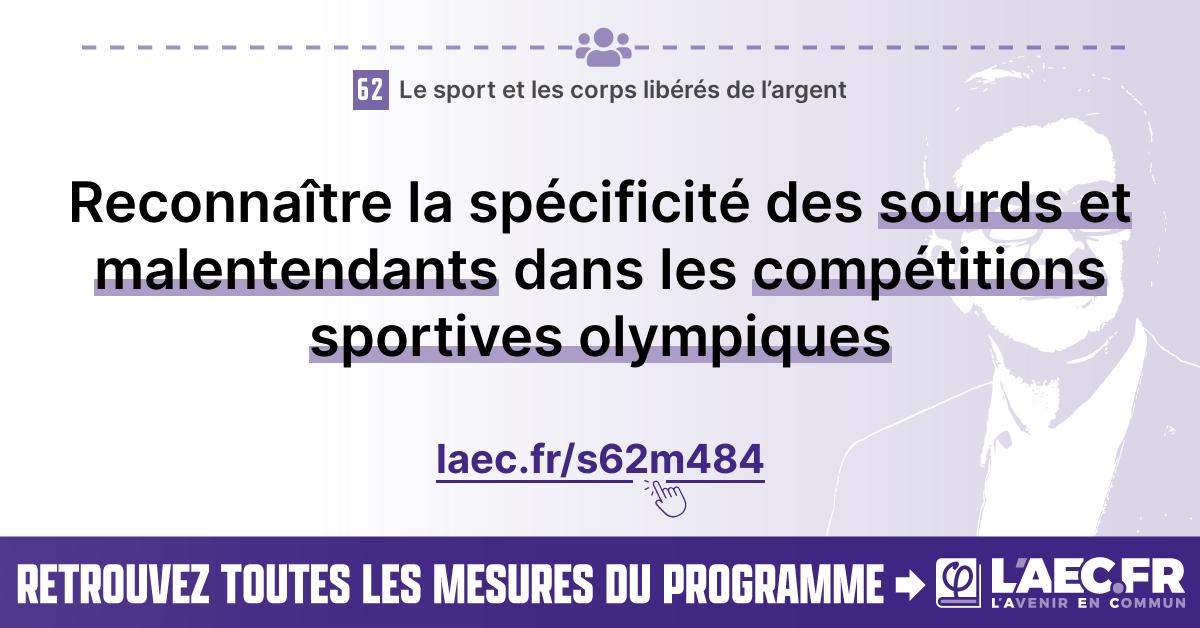 62 Le sport et les corps libérés de l’argent
Reconnaître la spécificité des sourds et
malentendants dans les compétitions
sportives olympiques
laec.fr/s62m484
RETROUVEZ TOUTES LES MESURES DU PROGRAMME
φ L'AEC.FR
L'AVENIR EN COMMUN